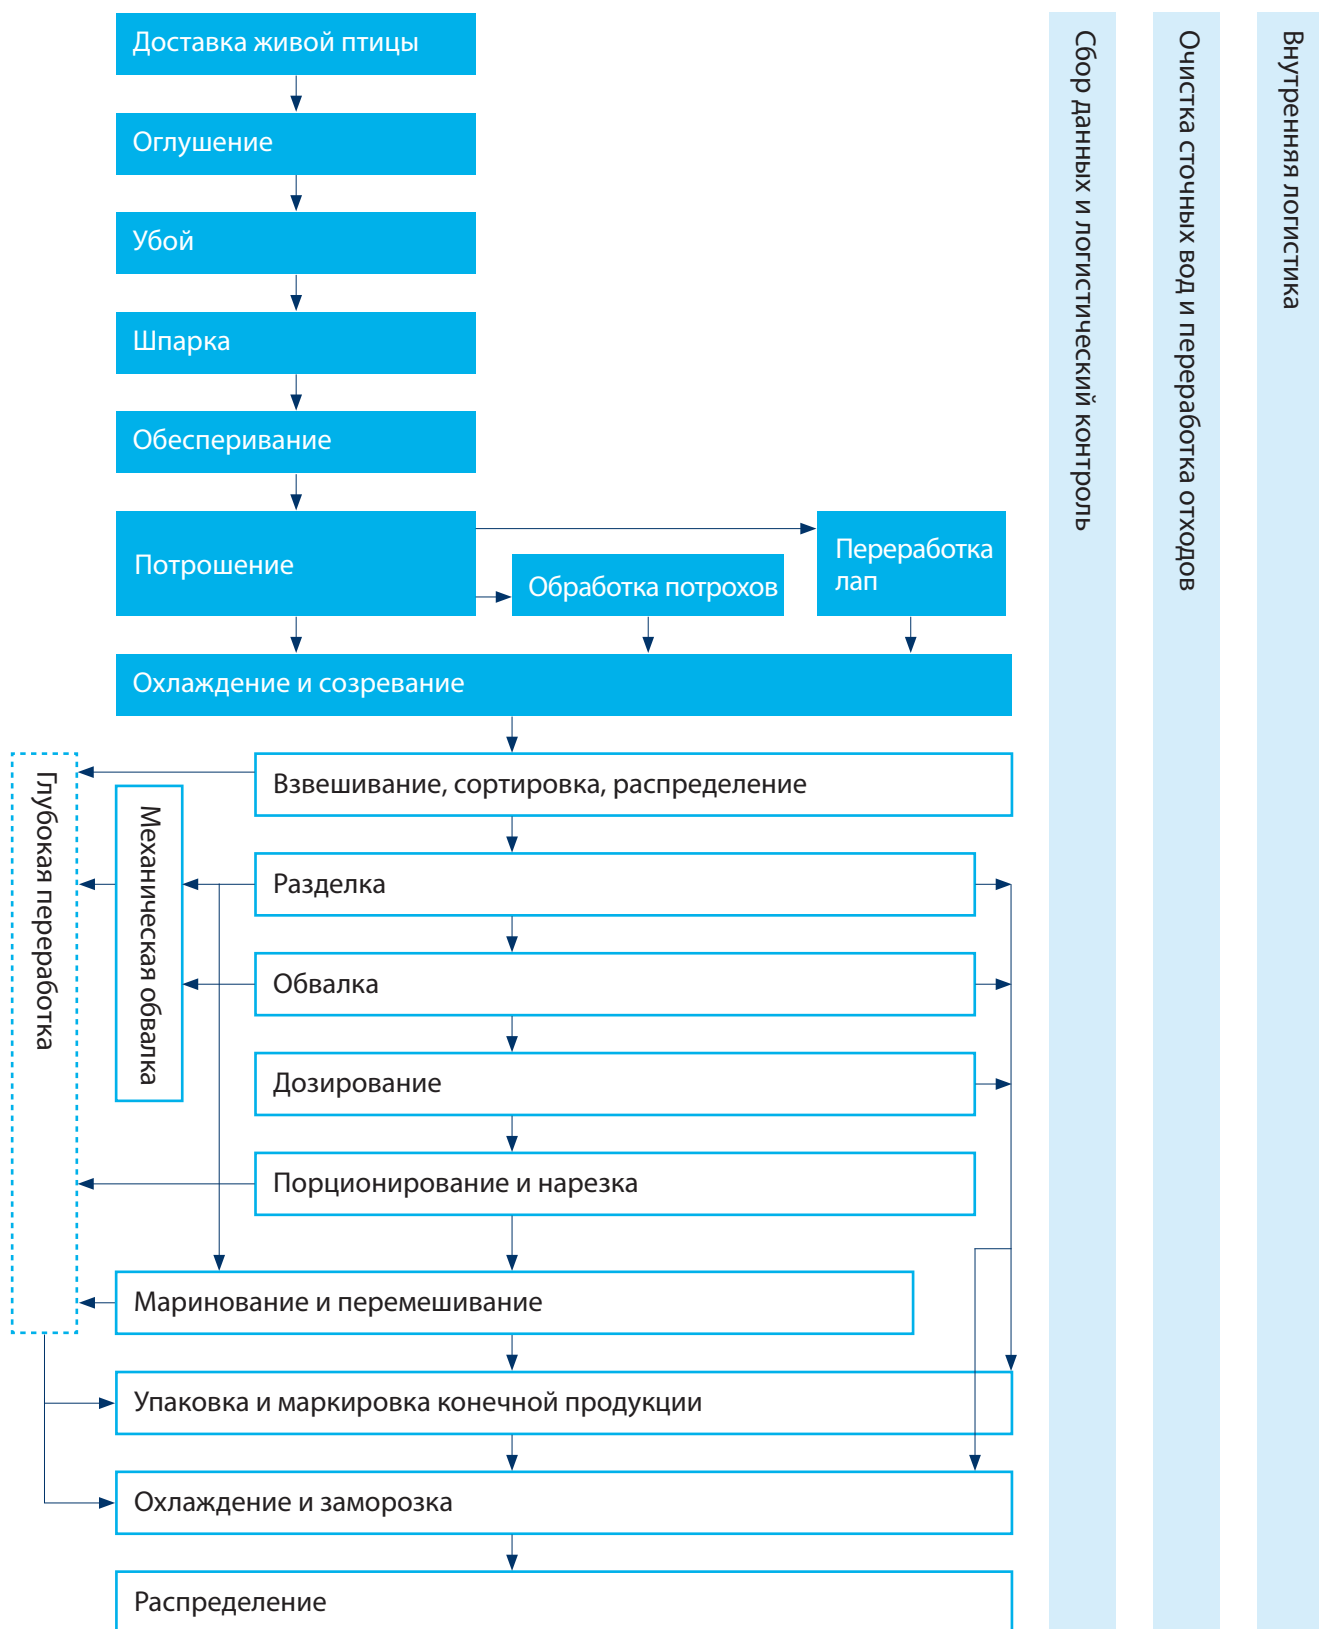 Доставка живой птицы
Оглушение
Убой
Шпарка
Обесперивание
Потрошение
Обработка потрохов
Переработка
лап
Охлаждение и созревание
Взвешивание, сортировка, распределение
Глубокая переработка
Механическая обвалка
Разделка
Обвалка
Дозирование
Порционирование и нарезка
Маринование и перемешивание
Упаковка и маркировка конечной продукции
Охлаждение и заморозка
Распределение
Сбор данных и логистический контроль
Очистка сточных вод и переработка отходов
Внутренняя логистика